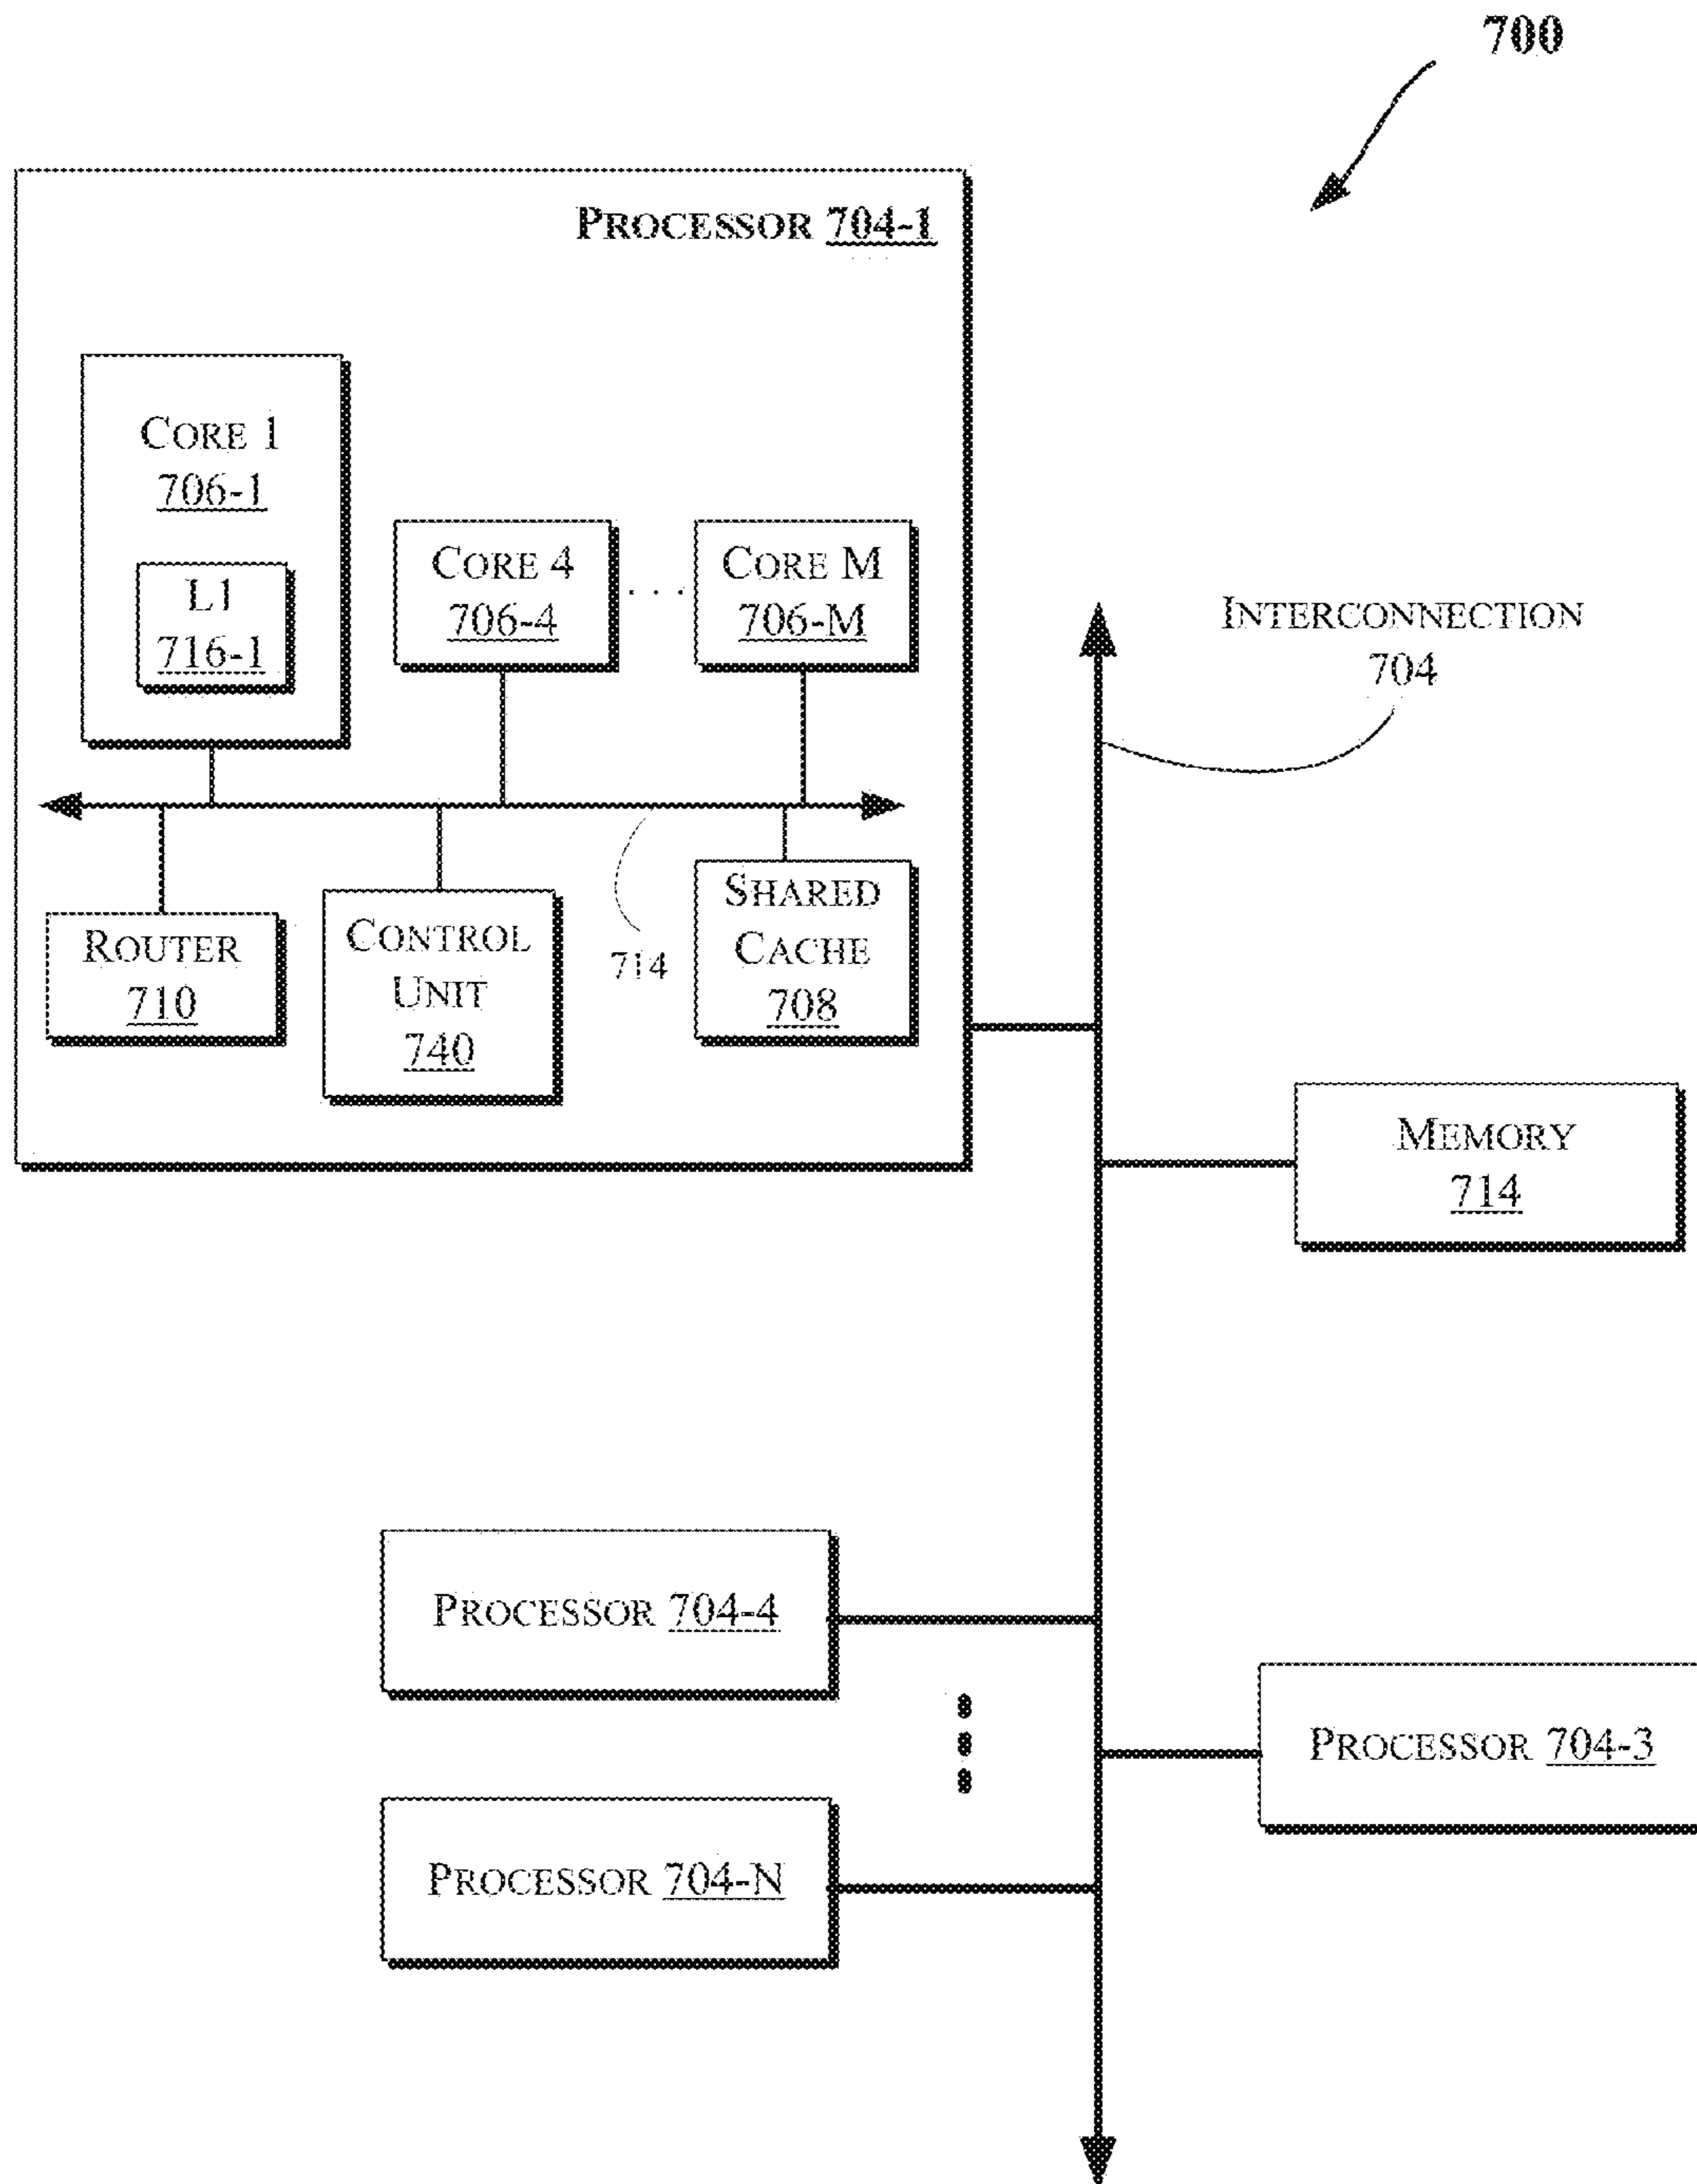 700
PROCESSOR 704-1
CORE 1
706-1
L1
716-1
CORE 4
706-4
. . .
CORE M
706-M
714
ROUTER
710
CONTROL
UNIT
740
SHARED
CACHE
708
INTERCONNECTION
704
MEMORY
714
PROCESSOR 704-4
PROCESSOR 704-3
PROCESSOR 704-N